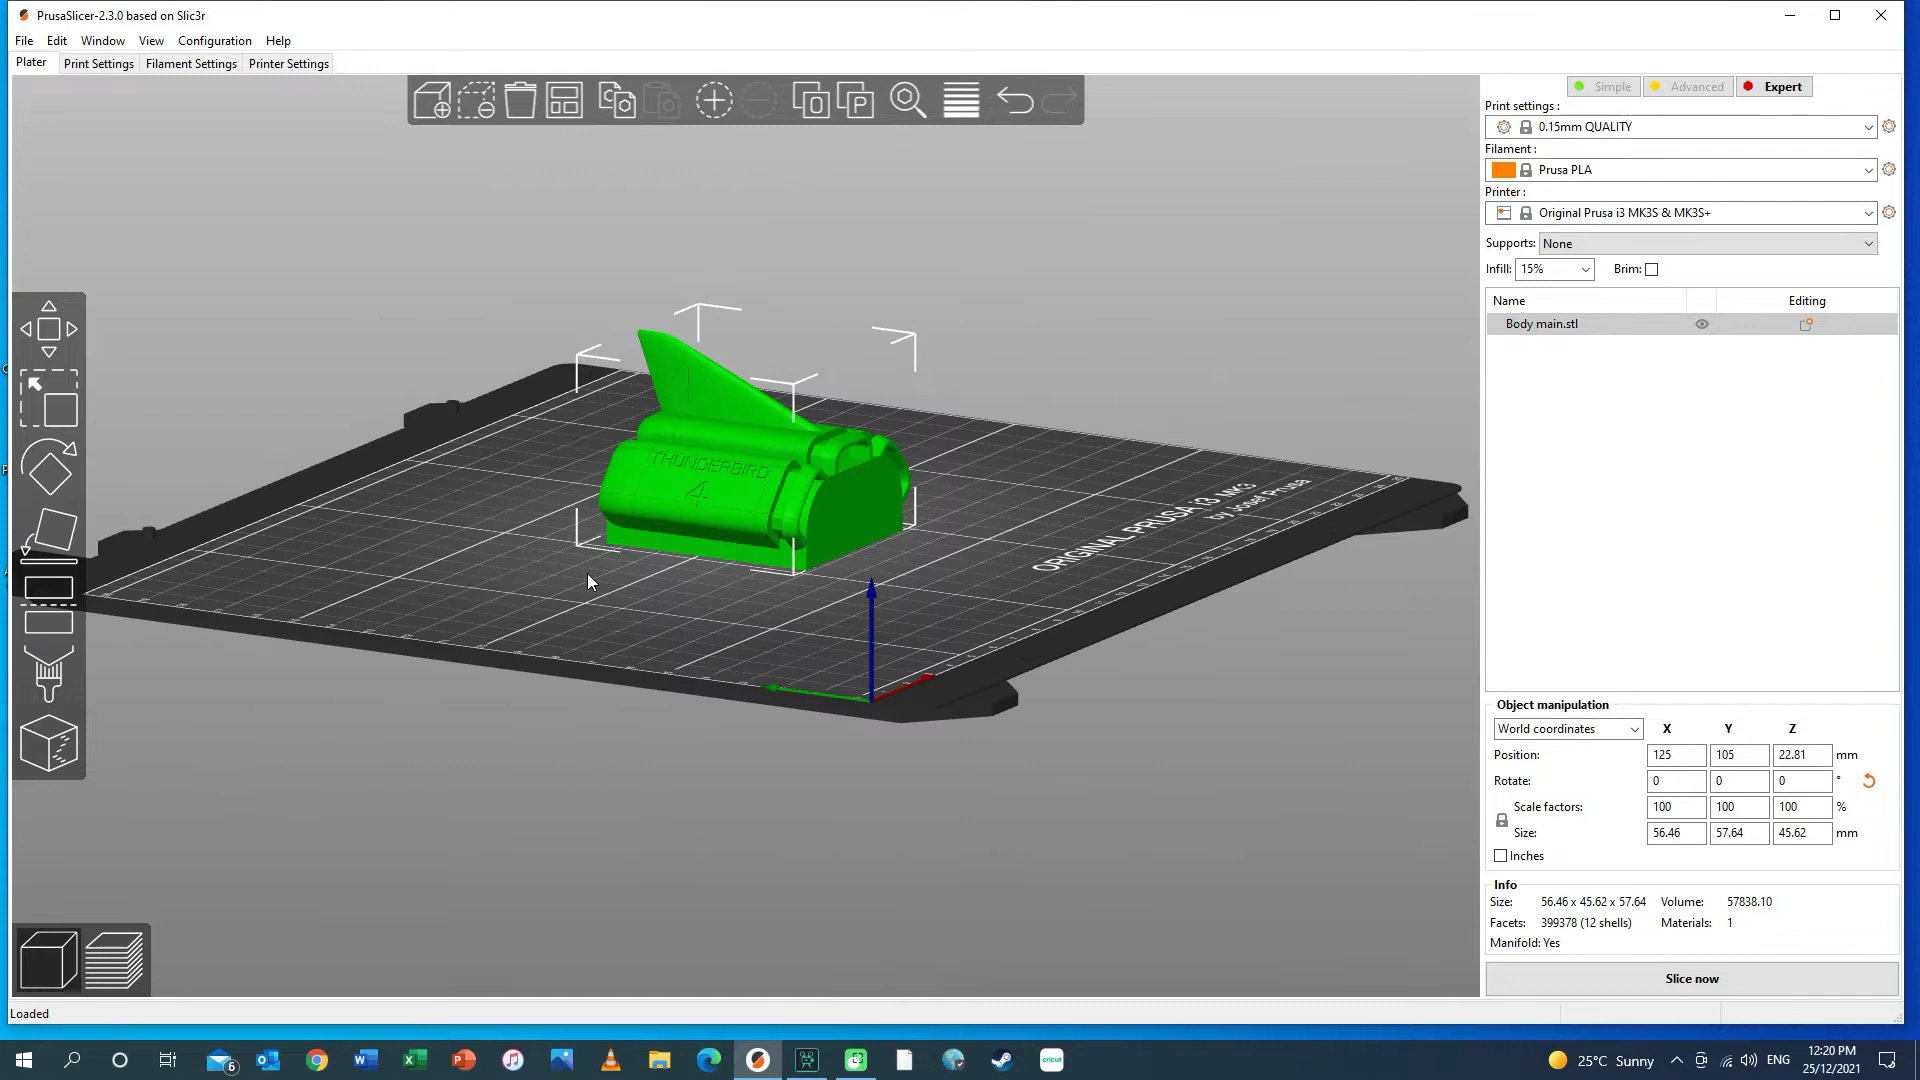 PrusaSlicer-2.3.0 based on Slic3r
File Edit Window View Configuration Help
Plater Print Settings Filament Settings Printer Settings
Simple Advanced Expert
Print settings :
0.15mm QUALITY
Filament :
Prusa PLA
Printer :
Original Prusa i3 MK3S & MK3S+
Supports: None
Infill: 15% Brim:
Name Editing
Body main.stl
1
THUNDERBIRD
4
ORIGINAL PRUSA i3 MK3
by Josef Prusa
Object manipulation
World coordinates X Y Z
Position: 125 105 22.81 mm
Rotate: 0 0 0 °
Scale factors: 100 100 100 %
Size: 56.46 57.64 45.62 mm
Inches
Info
Size: 56.46 x 45.62 x 57.64 Volume: 57838.10
Facets: 399378 (12 shells) Materials: 1
Manifold: Yes
Slice now
Loaded
6
cricut
25°C Sunny
ENG
12:20 PM
25/12/2021